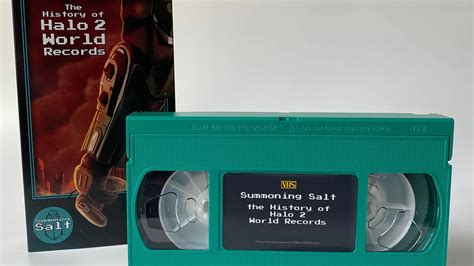 The
History of
Halo 2
World
Records
Summoning
Salt
VHS
Summoning Salt
the History of
Halo 2
World Records